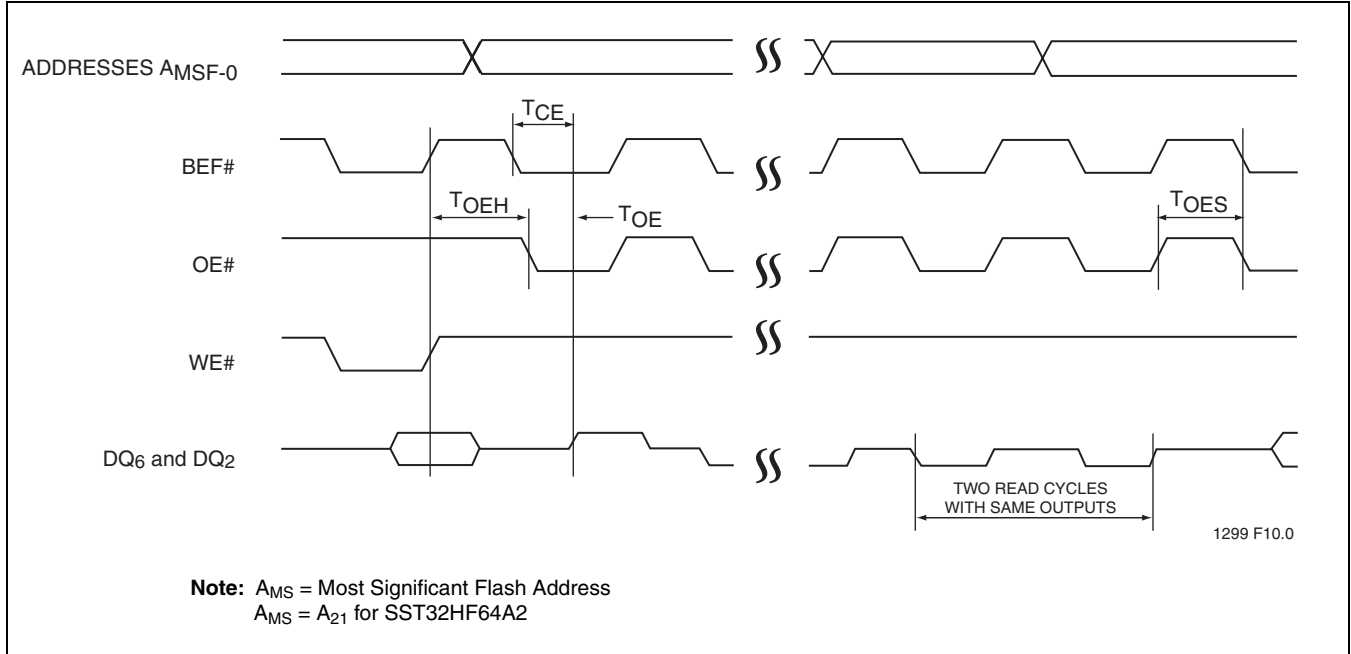 ADDRESSES AMSF-0
TCE
BEF#
TOEH
TOE
TOES
OE#
WE#
DQ6 and DQ2
TWO READ CYCLES
WITH SAME OUTPUTS
1299 F10.0
Note: AMS = Most Significant Flash Address
AMS = A21 for SST32HF64A2